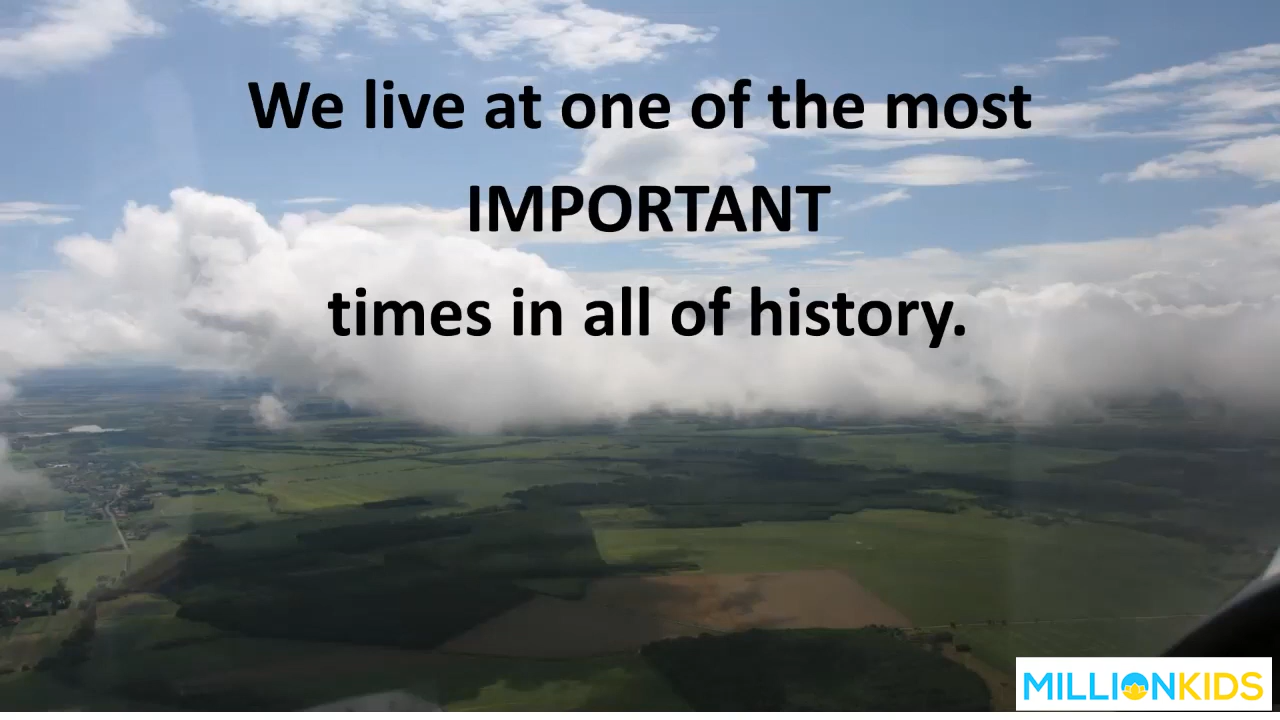 We live at one of the most
IMPORTANT
times in all of history.
MILLIONKIDS